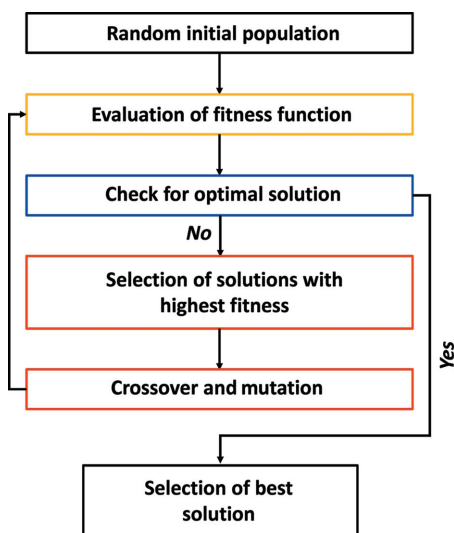 Random initial population
Evaluation of fitness function
Check for optimal solution
No
Selection of solutions with
highest fitness
Yes
Crossover and mutation
Selection of best
solution